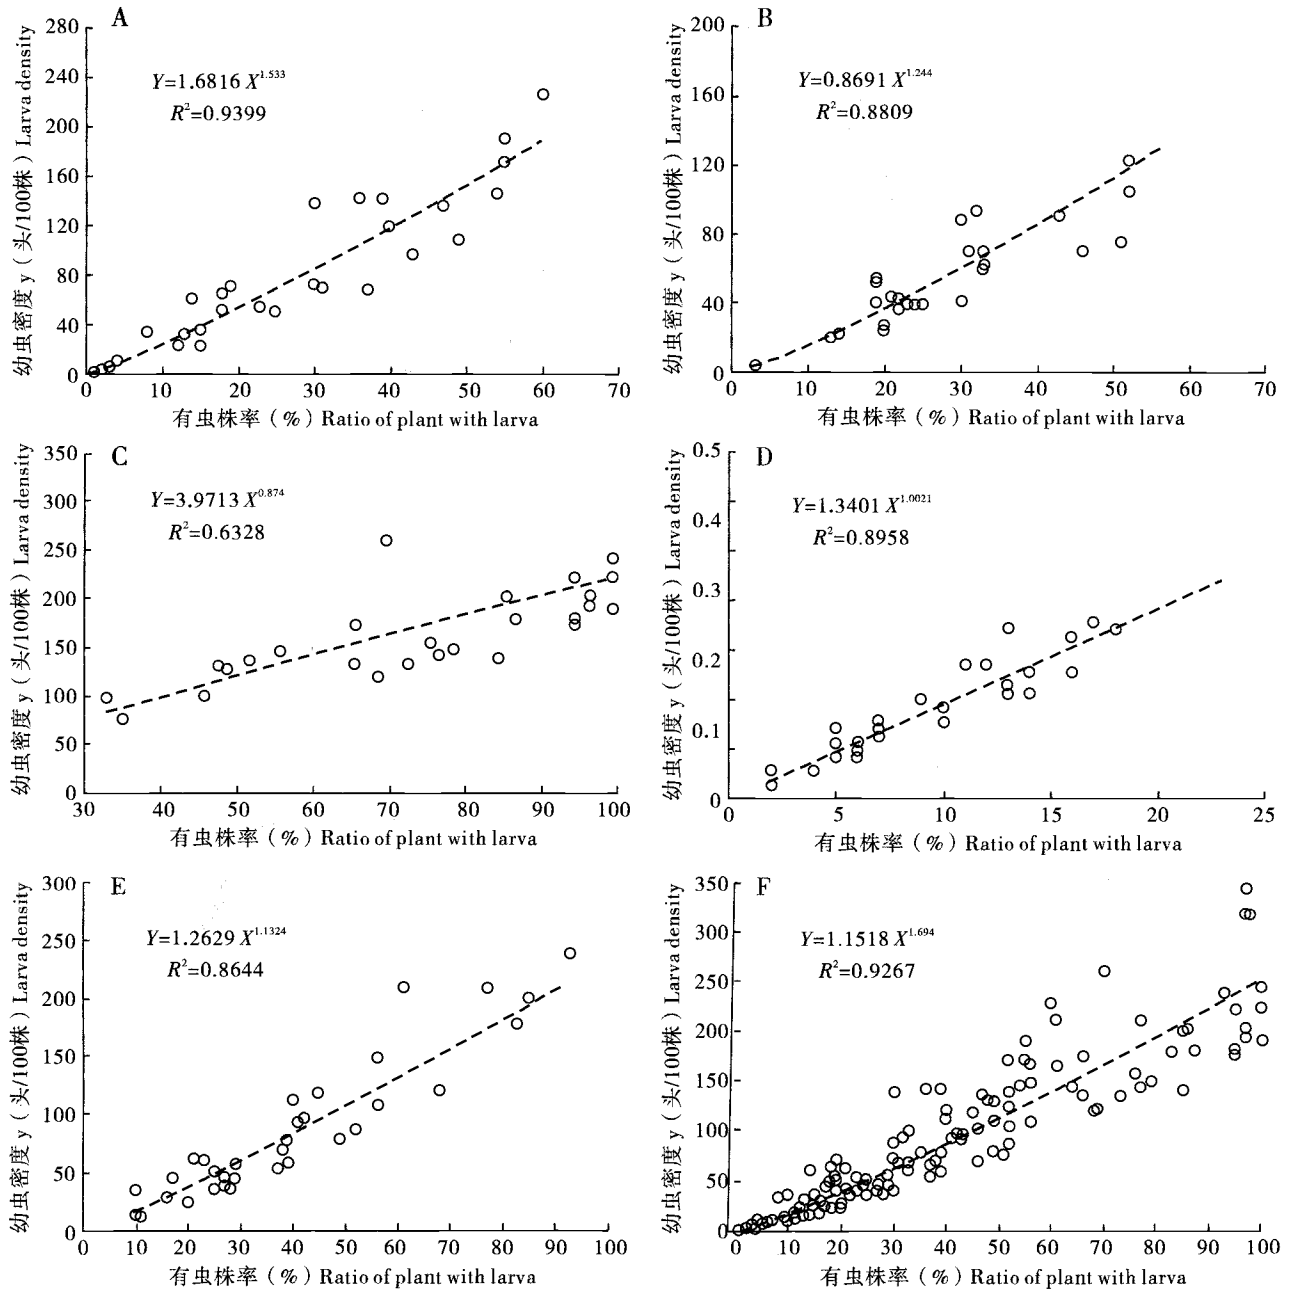 A
280
240
200
160
120
80
40
0
0 10 20 30 40 50 60 70
Y=1.6816 X^1.533
R²=0.9399
幼虫密度 y（头/100株）Larva density
有虫株率（%）Ratio of plant with larva
B
200
160
120
80
40
0
0 10 20 30 40 50 60 70
Y=0.8691 X^1.244
R²=0.8809
幼虫密度 y（头/100株）Larva density
有虫株率（%）Ratio of plant with larva
C
350
300
250
200
150
100
50
0
30 40 50 60 70 80 90 100
Y=3.9713 X^0.874
R²=0.6328
幼虫密度 y（头/100株）Larva density
有虫株率（%）Ratio of plant with larva
D
0.5
0.4
0.3
0.2
0.1
0
0 5 10 15 20 25
Y=1.3401 X^1.0021
R²=0.8958
幼虫密度 y（头/100株）Larva density
有虫株率（%）Ratio of plant with larva
E
300
250
200
150
100
50
0
0 10 20 30 40 50 60 70 80 90 100
Y=1.2629 X^1.1324
R²=0.8644
幼虫密度 y（头/100株）Larva density
有虫株率（%）Ratio of plant with larva
F
350
300
250
200
150
100
50
0
0 10 20 30 40 50 60 70 80 90 100
Y=1.1518 X^1.694
R²=0.9267
幼虫密度 y（头/100株）Larva density
有虫株率（%）Ratio of plant with larva